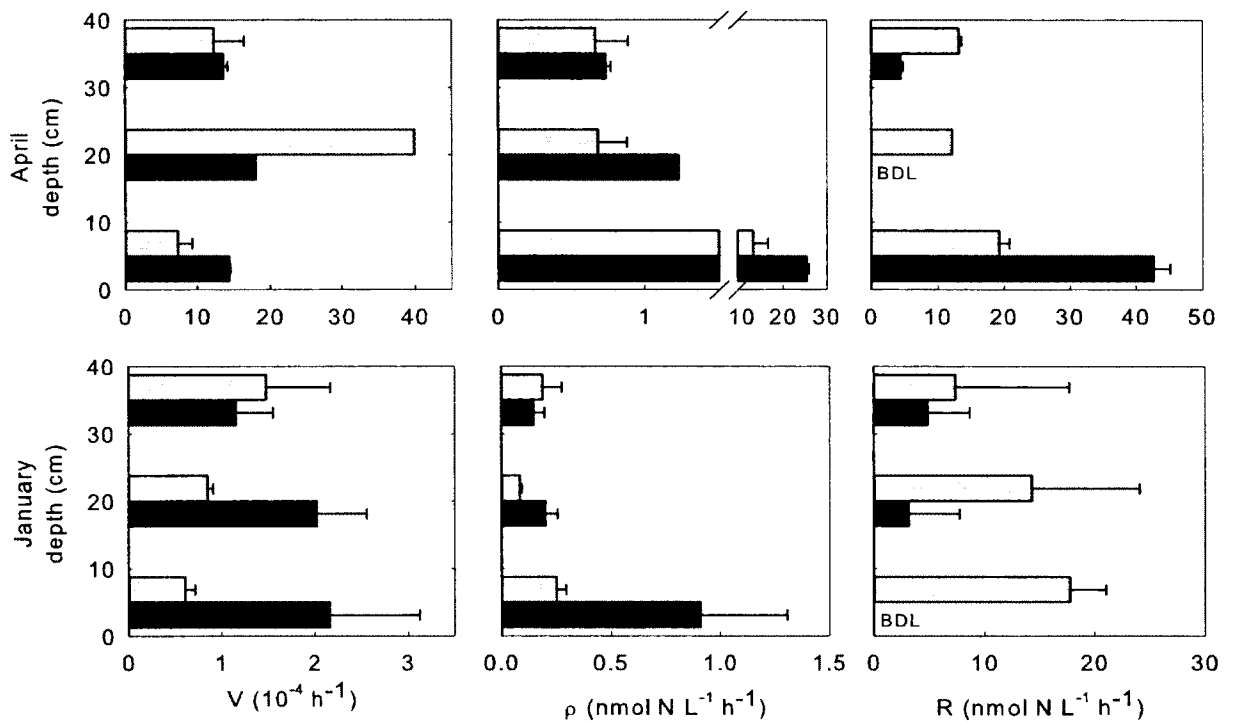 April
depth (cm)
40
30
20
10
0
BDL
0 10 20 30 40
0 1 10 20 30
0 10 20 30 40 50
January
depth (cm)
40
30
20
10
0
BDL
0 1 2 3
0.0 0.5 1.0 1.5
0 10 20 30
V (10⁻⁴ h⁻¹)
ρ (nmol N L⁻¹ h⁻¹)
R (nmol N L⁻¹ h⁻¹)